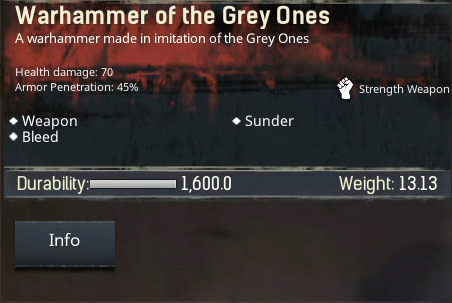 Warhammer of the Grey Ones
A warhammer made in imitation of the Grey Ones
Health damage: 70
Armor Penetration: 45%
Strength Weapon
Weapon
Sunder
Bleed
Durability: 1,600.0 Weight: 13.13
Info